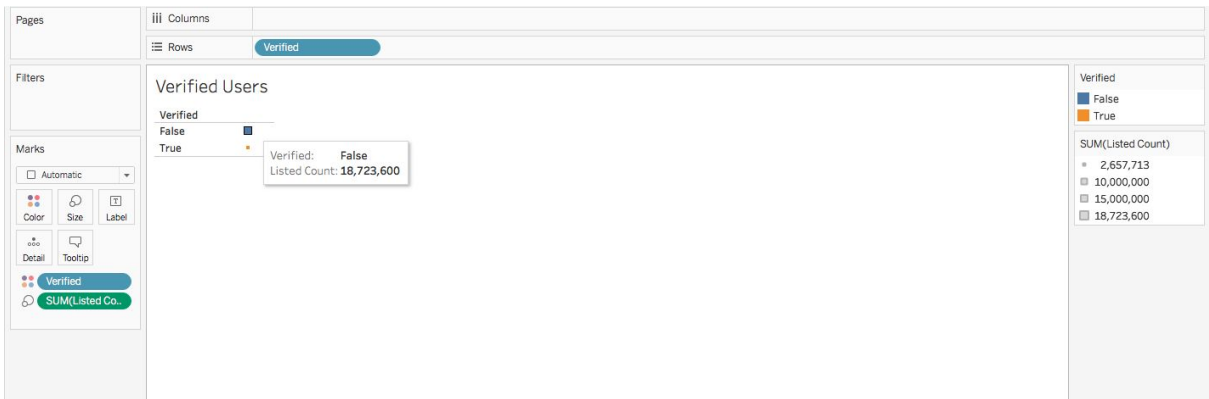 Pages
iii Columns
Rows
Verified
Filters
Marks
Automatic
Color
Size
T
Label
Detail
Tooltip
Verified
SUM(Listed Co..
Verified Users
Verified
False
True
Verified: False
Listed Count: 18,723,600
Verified
False
True
SUM(Listed Count)
2,657,713
10,000,000
15,000,000
18,723,600